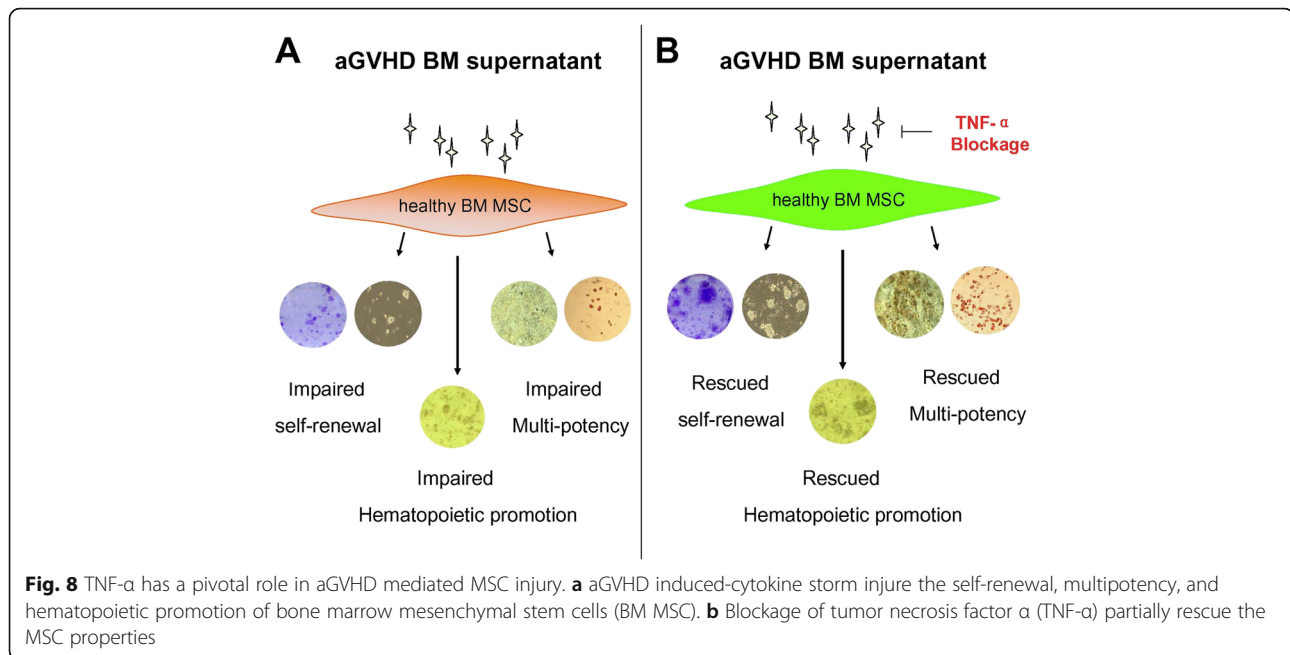 A
aGVHD BM supernatant
healthy BM MSC
Impaired
self-renewal
Impaired
Multi-potency
Impaired
Hematopoietic promotion
B
aGVHD BM supernatant
TNF- α
Blockage
healthy BM MSC
Rescued
self-renewal
Rescued
Multi-potency
Rescued
Hematopoietic promotion
Fig. 8 TNF-α has a pivotal role in aGVHD mediated MSC injury. a aGVHD induced-cytokine storm injure the self-renewal, multipotency, and
hematopoietic promotion of bone marrow mesenchymal stem cells (BM MSC). b Blockage of tumor necrosis factor α (TNF-α) partially rescue the
MSC properties